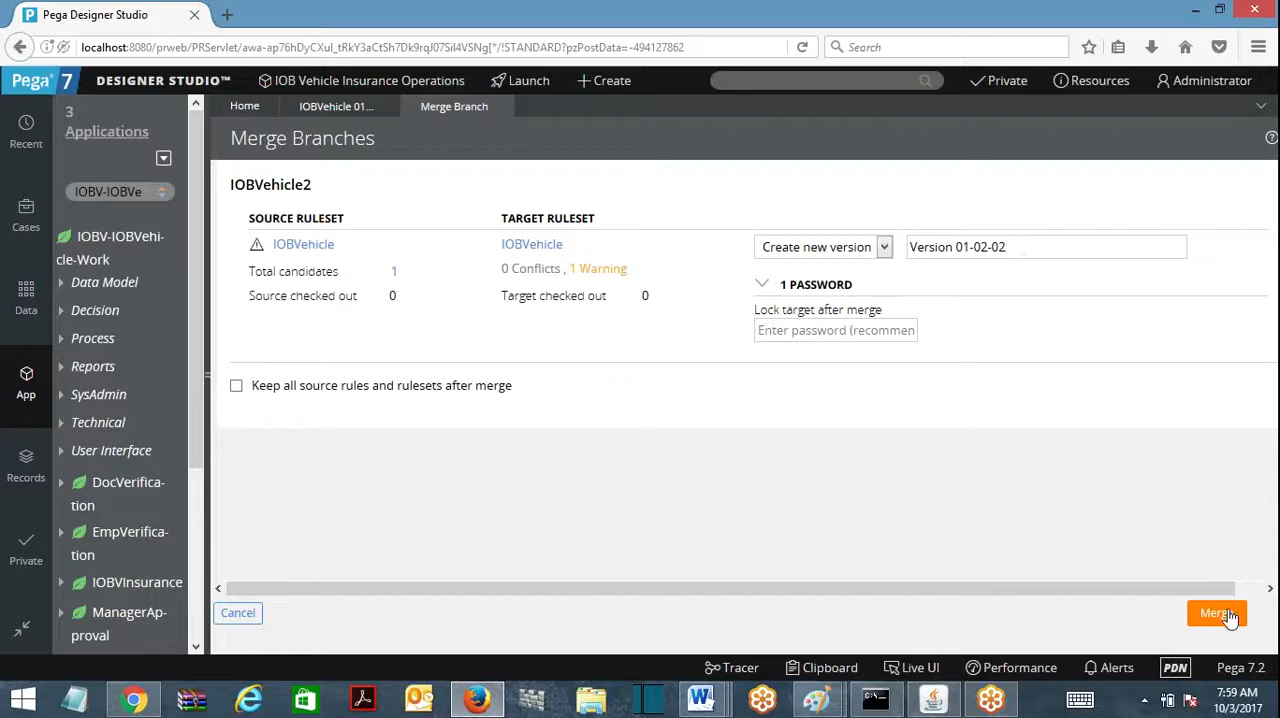 Pega Designer Studio
localhost:8080/prweb/PRServlet/awa-ap76hDyCXuI_tRkY3aCtSh7Dk9rqJ07Sil4VSNg[*/!STANDARD?pzPostData=-494127862
Search
Pega 7 DESIGNER STUDIO™ IOB Vehicle Insurance Operations Launch Create Private Resources Administrator
3
Applications
IOBV-IOBVe
IOBV-IOBVehi-
cle-Work
Data Model
Decision
Process
Reports
SysAdmin
Technical
User Interface
DocVerifica-
tion
EmpVerifica-
tion
IOBVInsurance
ManagerAp-
proval
Recent
Cases
Data
App
Records
Private
Home IOBVehicle 01... Merge Branch
Merge Branches
IOBVehicle2
SOURCE RULESET TARGET RULESET
IOBVehicle IOBVehicle Create new version Version 01-02-02
Total candidates 1 0 Conflicts , 1 Warning
1 PASSWORD
Source checked out 0 Target checked out 0
Lock target after merge
Enter password (recommen
Keep all source rules and rulesets after merge
Cancel
Tracer Clipboard Live UI Performance Alerts PDN Pega 7.2
7:59 AM
10/3/2017